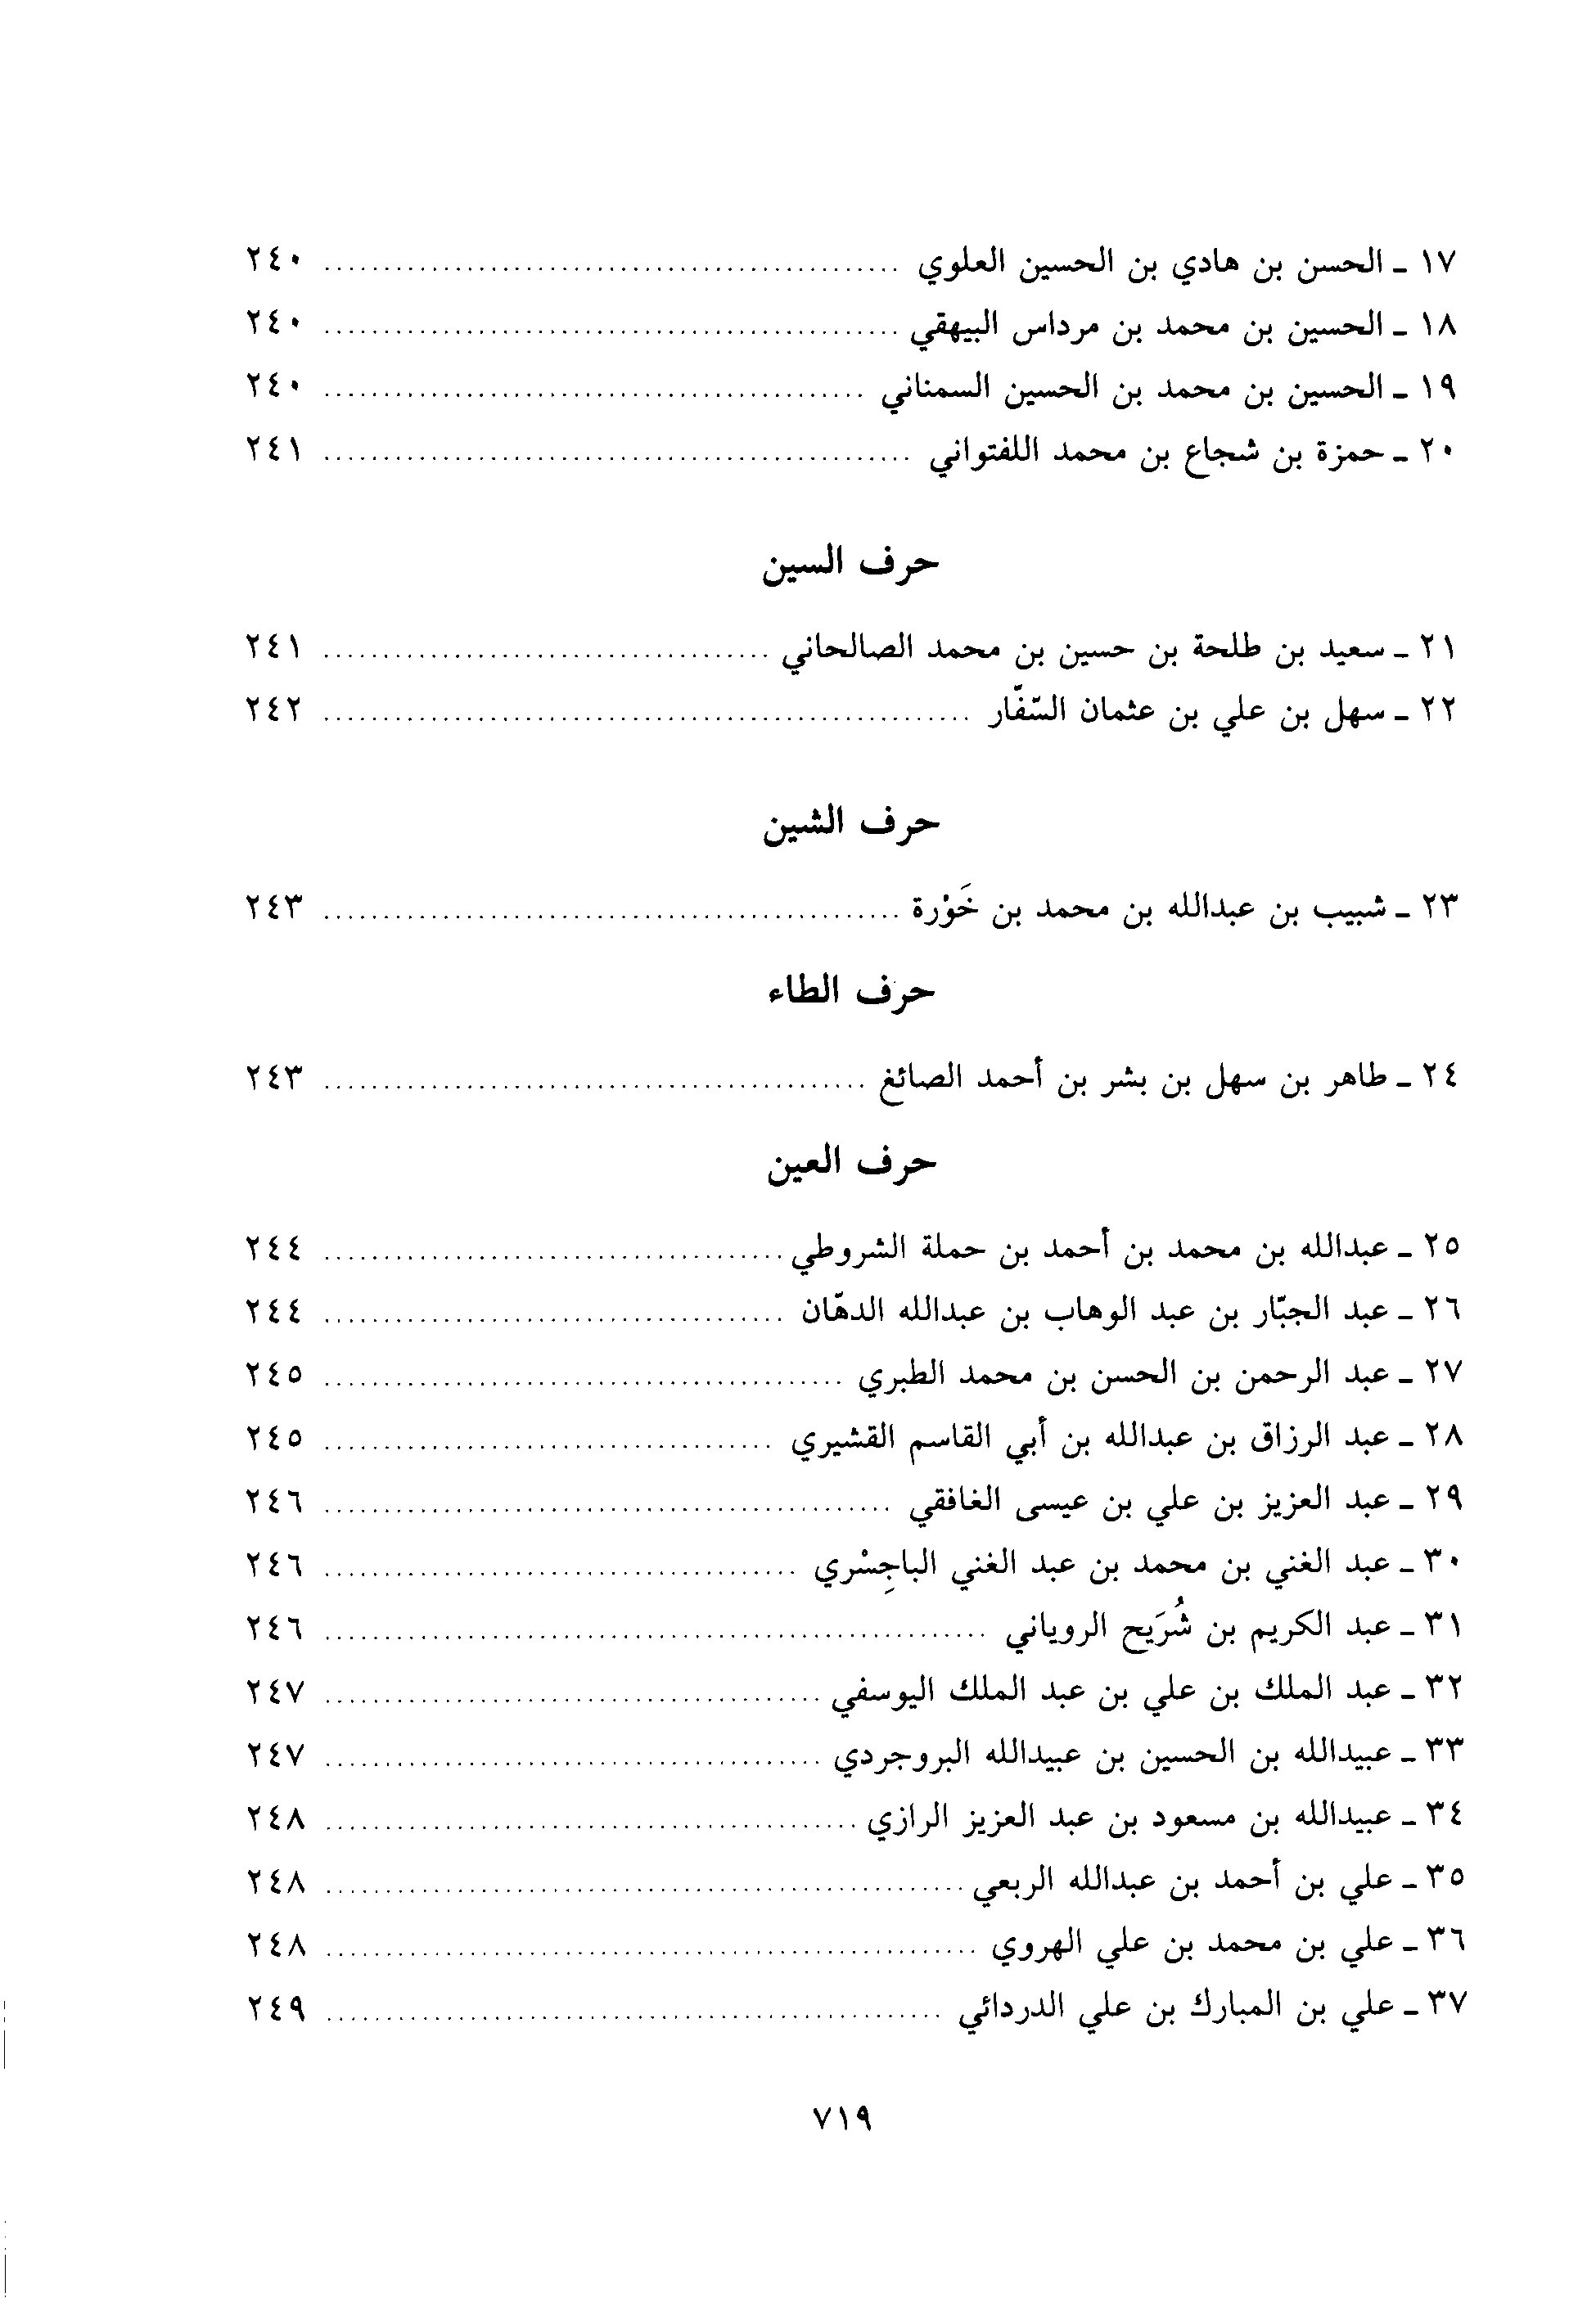 ١٧ ـ الحسن بن هادي بن الحسين العلوي ........ ٢٤٠
١٨ ـ الحسين بن محمد بن مرداس البيهقي ........ ٢٤٠
١٩ ـ الحسين بن محمد بن الحسين السمناني ........ ٢٤٠
٢٠ ـ حمزة بن شجاع بن محمد اللفتواني ........ ٢٤١
حرف السين
٢١ ـ سعيد بن طلحة بن حسين بن محمد الصالحاني ........ ٢٤١
٢٢ ـ سهل بن علي بن عثمان السّفّار ........ ٢٤٢
حرف الشين
٢٣ ـ شبيب بن عبدالله بن محمد بن خَوْرة ........ ٢٤٣
حرف الطاء
٢٤ ـ طاهر بن سهل بن بشر بن أحمد الصائغ ........ ٢٤٣
حرف العين
٢٥ ـ عبدالله بن محمد بن أحمد بن حملة الشروطي ........ ٢٤٤
٢٦ ـ عبد الجبّار بن عبد الوهاب بن عبدالله الدهّان ........ ٢٤٤
٢٧ ـ عبد الرحمن بن الحسن بن محمد الطبري ........ ٢٤٥
٢٨ ـ عبد الرزاق بن عبدالله بن أبي القاسم القشيري ........ ٢٤٥
٢٩ ـ عبد العزيز بن علي بن عيسى الغافقي ........ ٢٤٦
٣٠ ـ عبد الغني بن محمد بن عبد الغني الباجِسْري ........ ٢٤٦
٣١ ـ عبد الكريم بن شُرَيح الروياني ........ ٢٤٦
٣٢ ـ عبد الملك بن علي بن عبد الملك اليوسفي ........ ٢٤٧
٣٣ ـ عبيدالله بن الحسين بن عبيدالله البروجردي ........ ٢٤٧
٣٤ ـ عبيدالله بن مسعود بن عبد العزيز الرازي ........ ٢٤٨
٣٥ ـ علي بن أحمد بن عبدالله الربعي ........ ٢٤٨
٣٦ ـ علي بن محمد بن علي الهروي ........ ٢٤٨
٣٧ ـ علي بن المبارك بن علي الدردائي ........ ٢٤٩
٧١٩